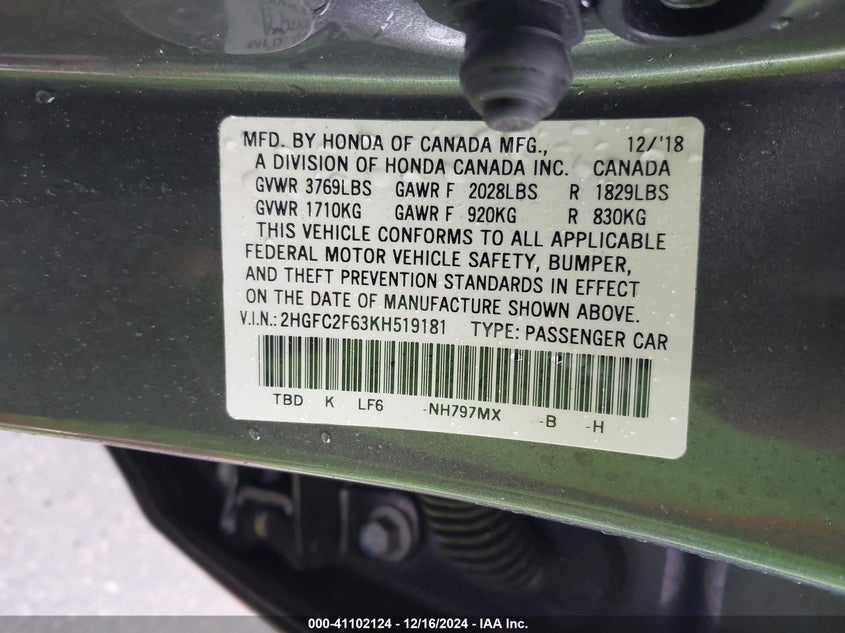 MFD. BY HONDA OF CANADA MFG., 12/'18
A DIVISION OF HONDA CANADA INC. CANADA
GVWR 3769LBS GAWR F 2028LBS R 1829LBS
GVWR 1710KG GAWR F 920KG R 830KG
THIS VEHICLE CONFORMS TO ALL APPLICABLE
FEDERAL MOTOR VEHICLE SAFETY, BUMPER,
AND THEFT PREVENTION STANDARDS IN EFFECT
ON THE DATE OF MANUFACTURE SHOWN ABOVE.
V.I.N.: 2HGFC2F63KH519181 TYPE: PASSENGER CAR
TBD K LF6 -NH797MX -B -H
000-41102124 - 12/16/2024 - IAA Inc.